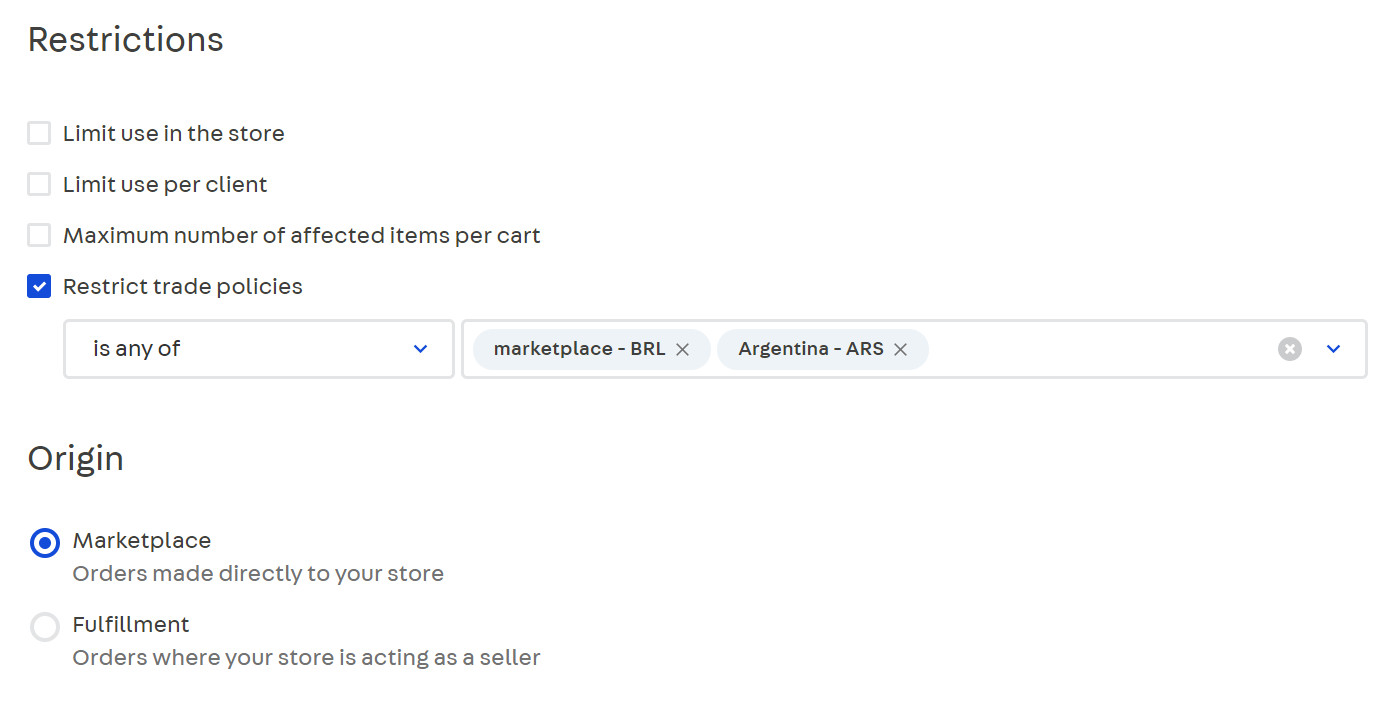 Restrictions
Limit use in the store
Limit use per client
Maximum number of affected items per cart
Restrict trade policies
is any of
marketplace - BRL
Argentina - ARS
Origin
Marketplace
Orders made directly to your store
Fulfillment
Orders where your store is acting as a seller